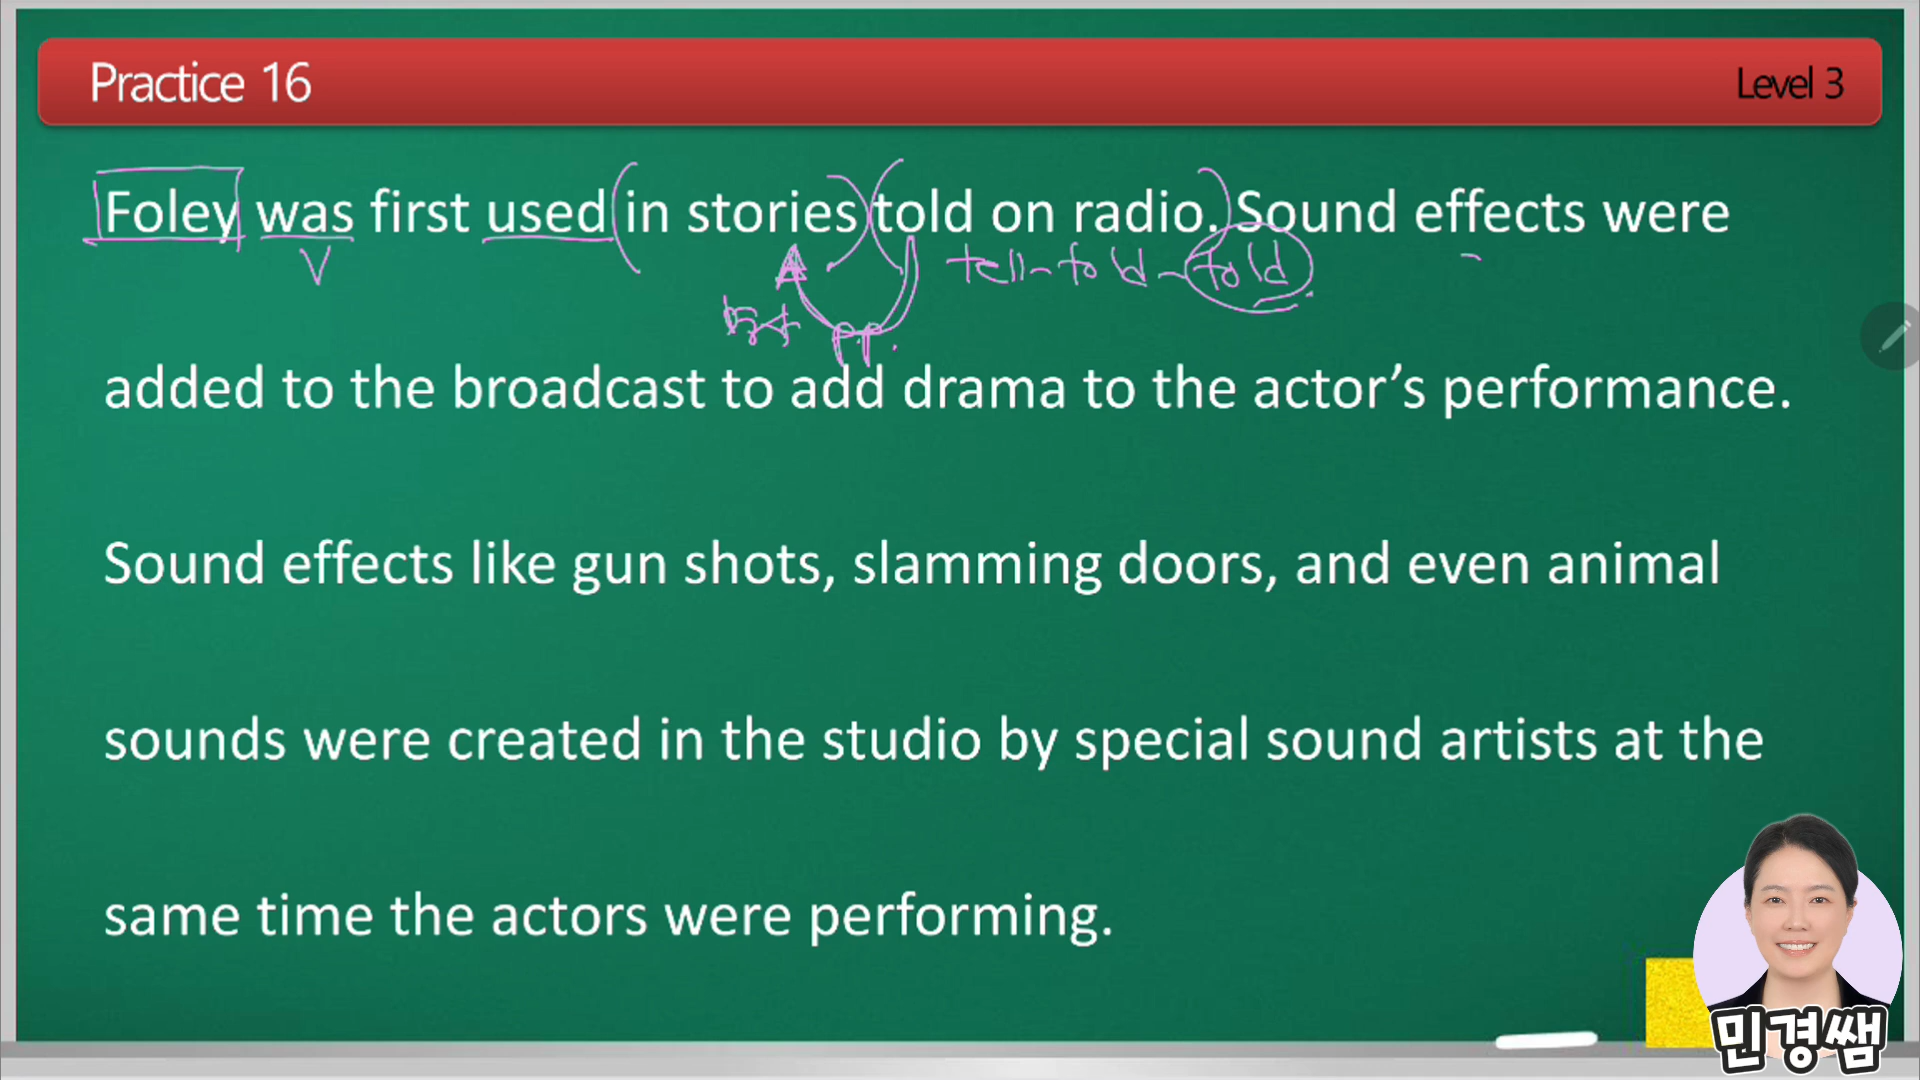 Practice 16
Level 3
Foley was first used (in stories) (told on radio.) Sound effects were
V
tell - told - told
p.p.
added to the broadcast to add drama to the actor’s performance.
Sound effects like gun shots, slamming doors, and even animal
sounds were created in the studio by special sound artists at the
same time the actors were performing.
민경쌤